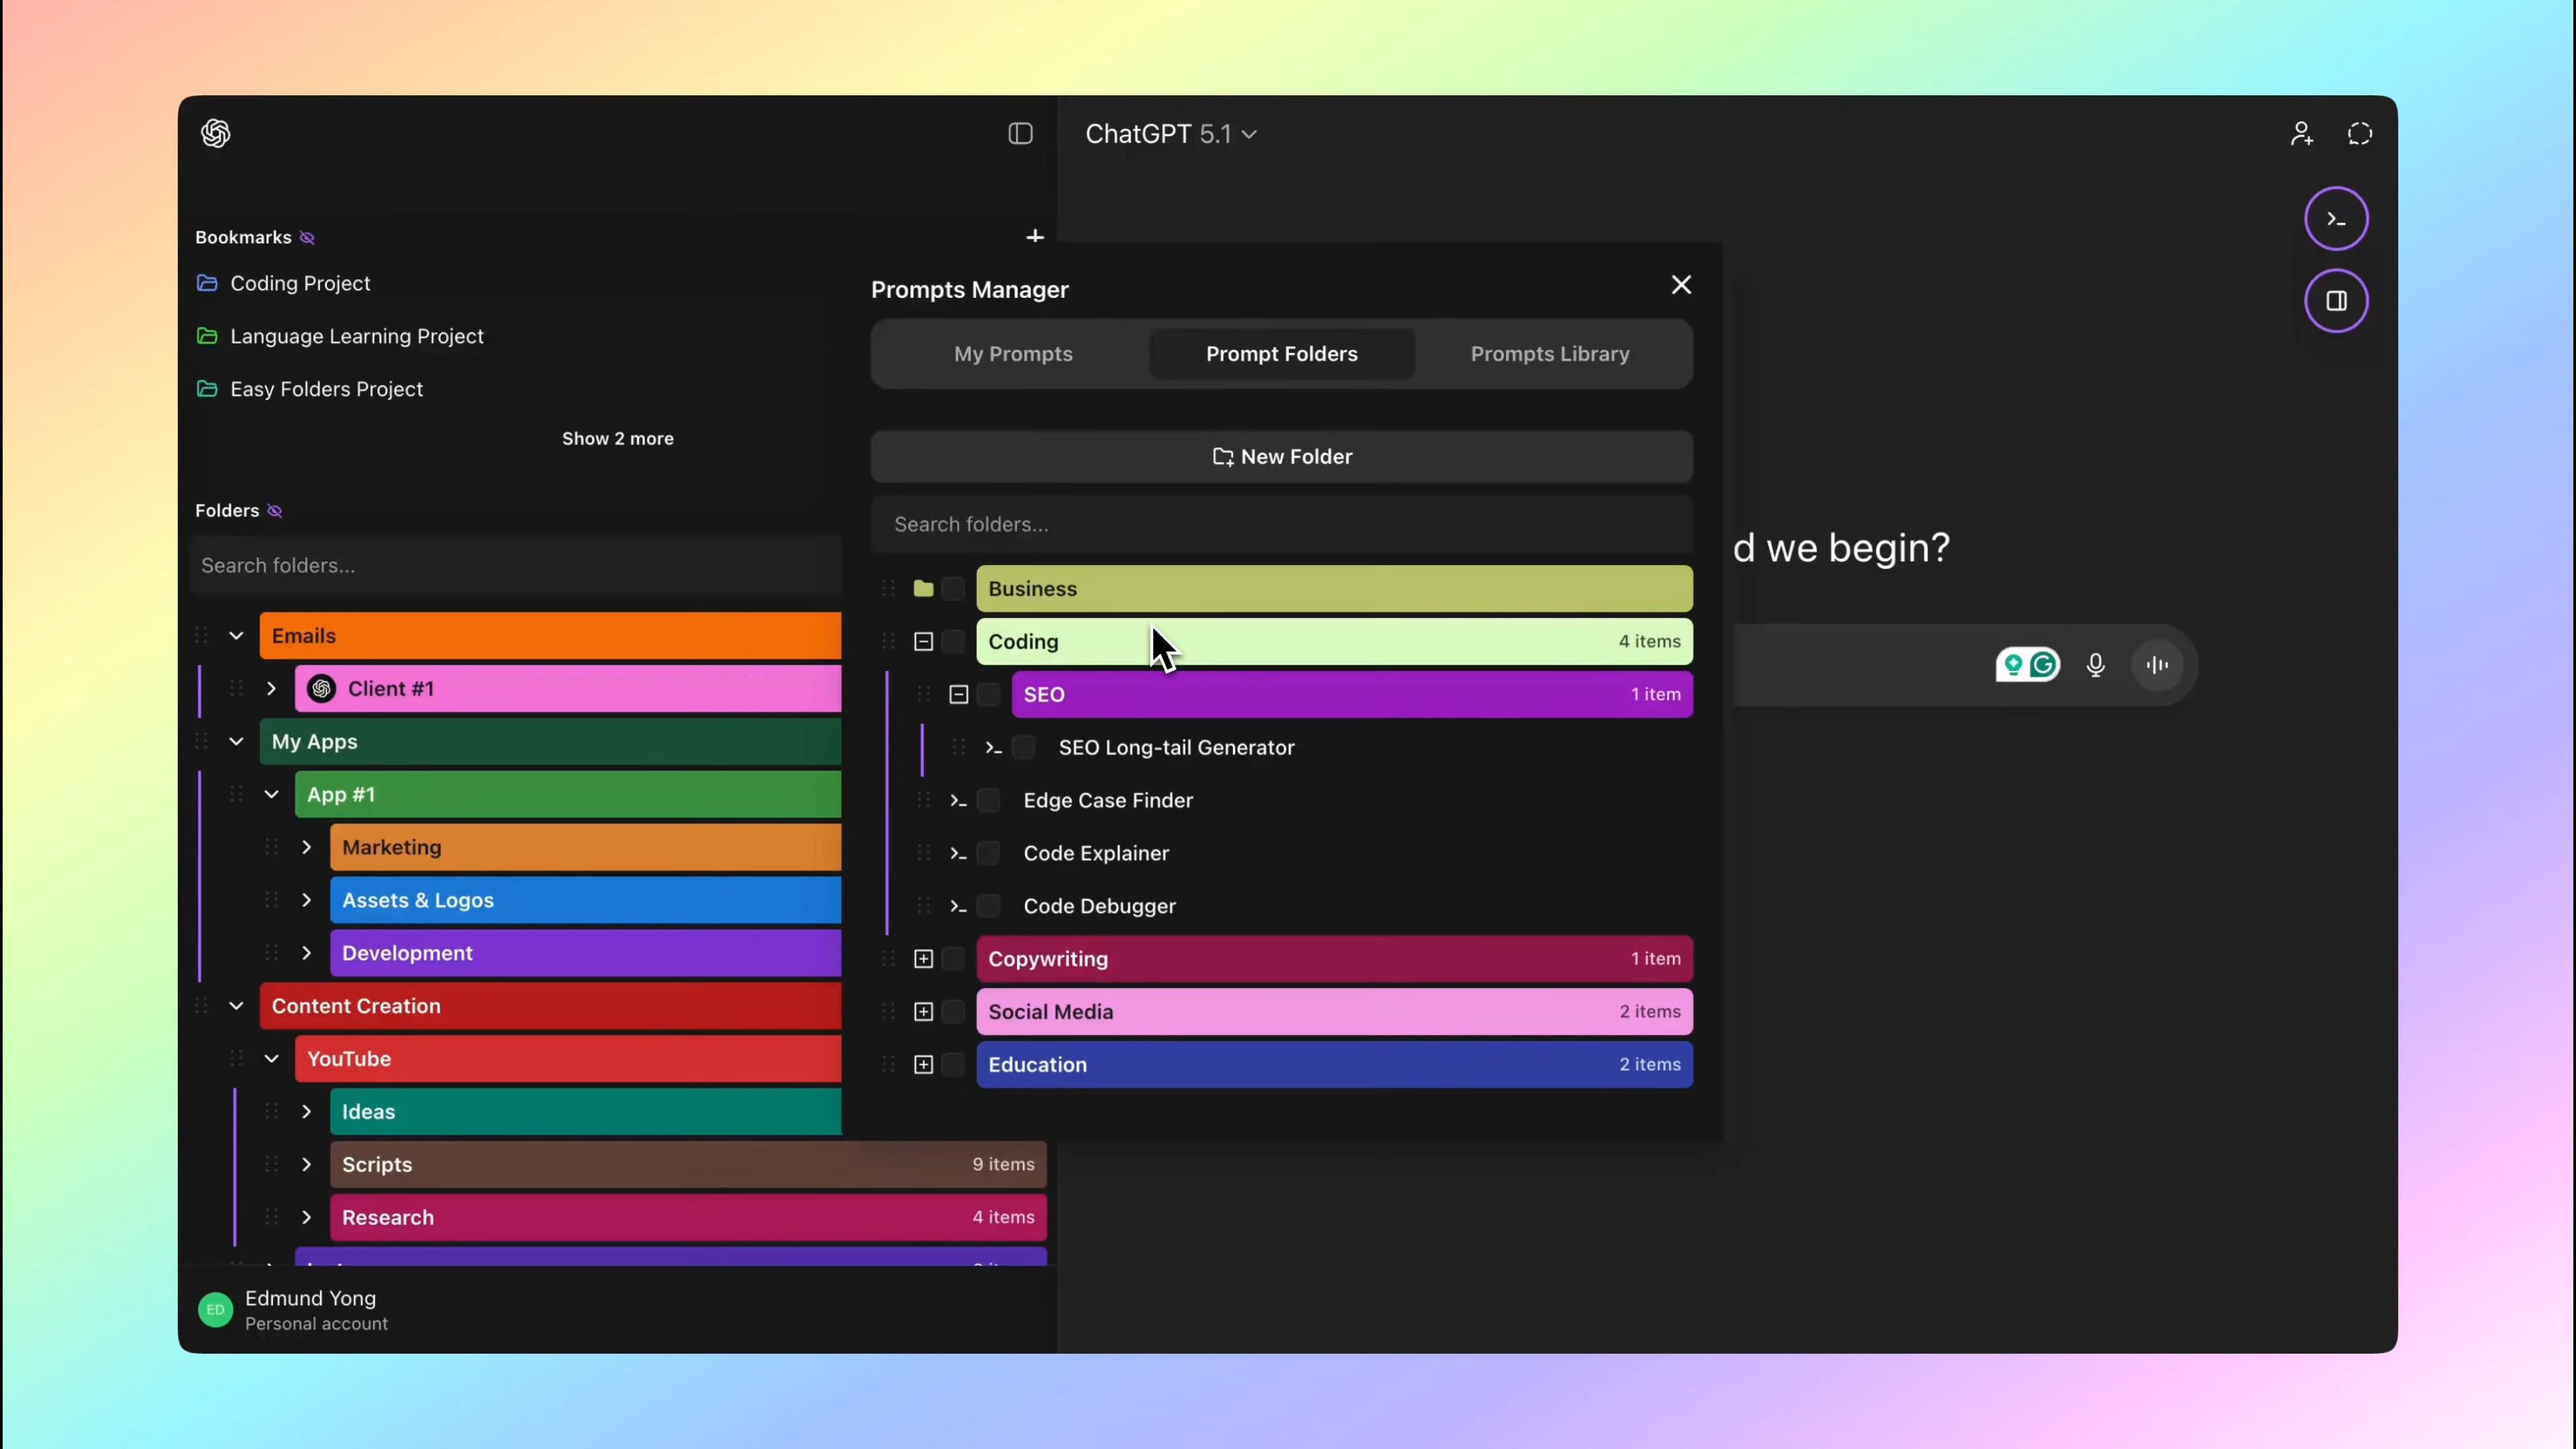 ChatGPT 5.1
Bookmarks
Coding Project
Language Learning Project
Easy Folders Project
Show 2 more
Folders
Search folders...
Emails
Client #1
My Apps
App #1
Marketing
Assets & Logos
Development
Content Creation
YouTube
Ideas
Scripts 9 items
Research 4 items
ED
Edmund Yong
Personal account
Prompts Manager
My Prompts Prompt Folders Prompts Library
New Folder
Search folders...
Business
Coding 4 items
SEO 1 item
SEO Long-tail Generator
Edge Case Finder
Code Explainer
Code Debugger
Copywriting 1 item
Social Media 2 items
Education 2 items
we begin?